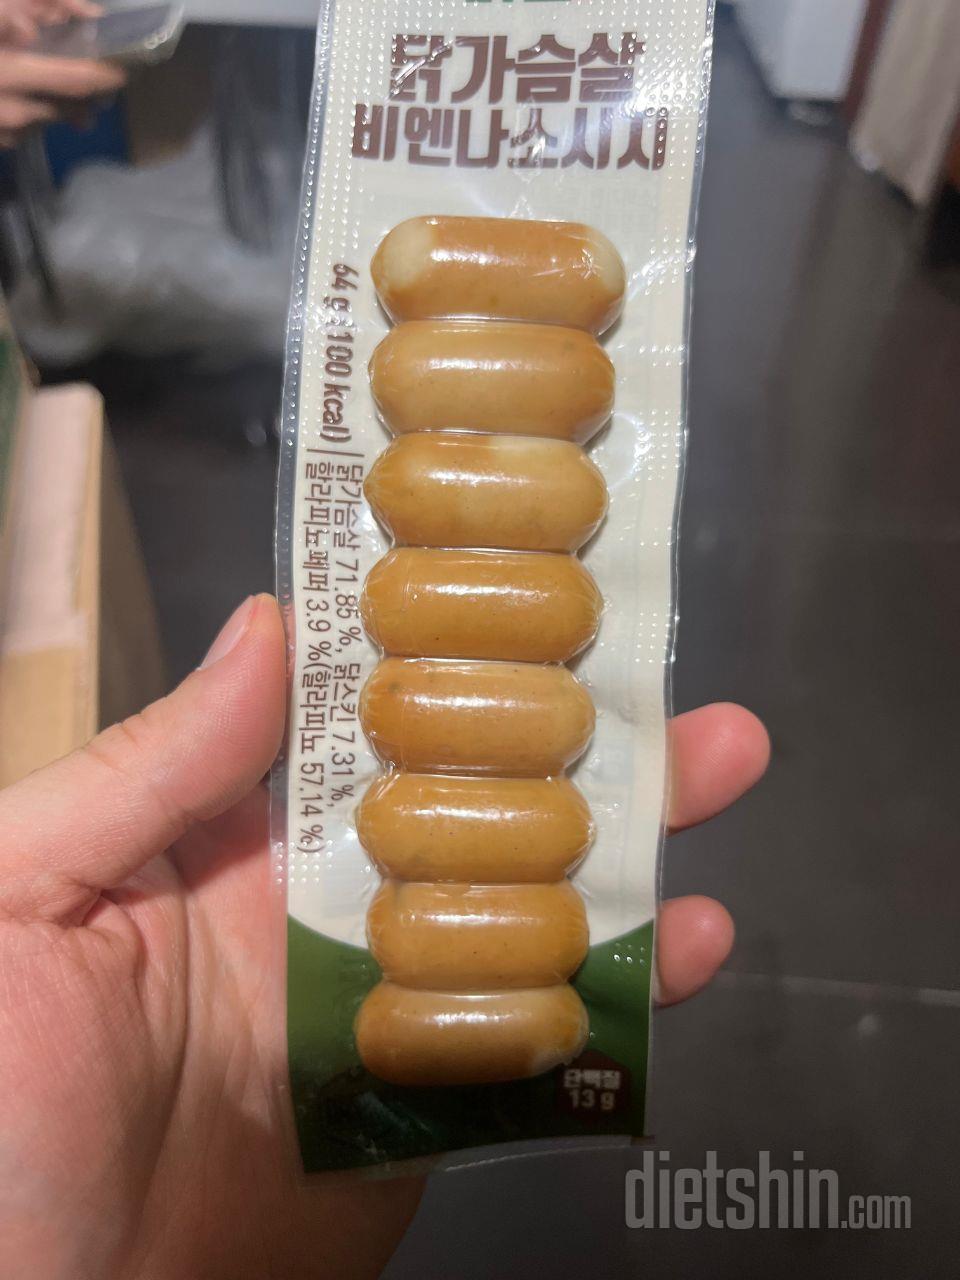 닭가슴살
비엔나소시지
64 g : 100 kcal)
닭가슴살 71.85 %, 닭스킨 7.31 %,
할라피뇨페퍼 3.9 %(할라피뇨 57.14 %)
단백질
13 g
dietshin.com